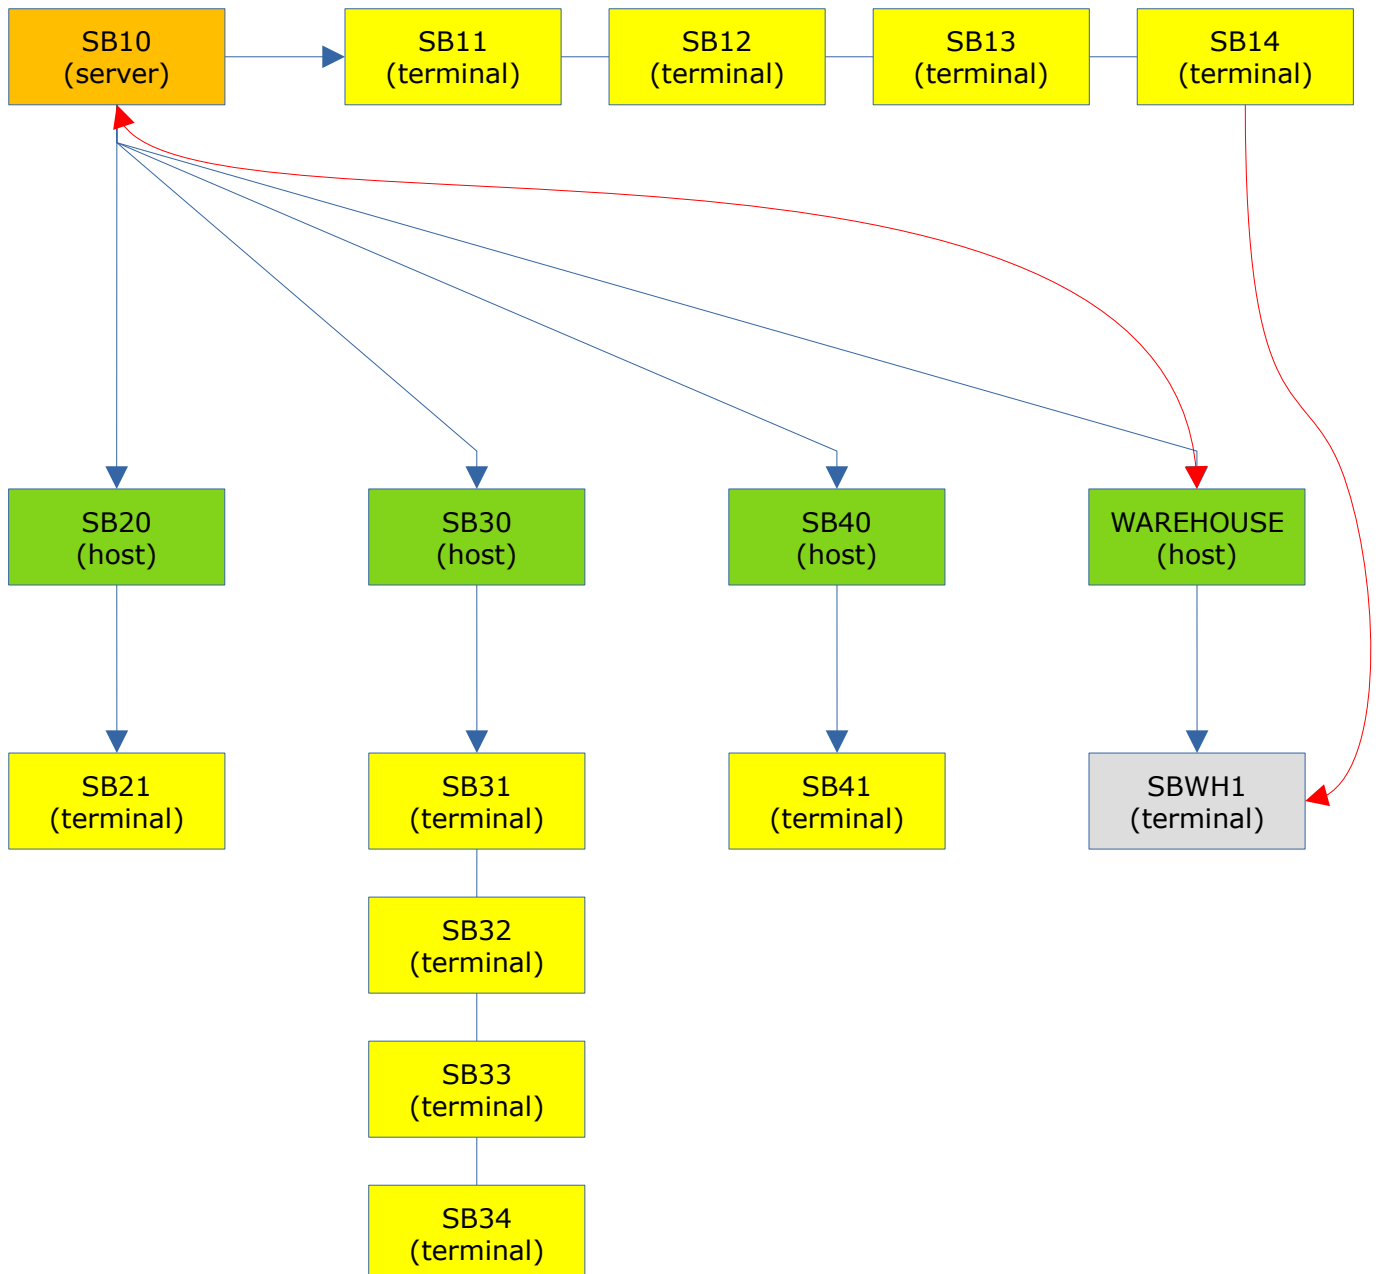 SB10
(server)
SB11
(terminal)
SB12
(terminal)
SB13
(terminal)
SB14
(terminal)
SB20
(host)
SB30
(host)
SB40
(host)
WAREHOUSE
(host)
SB21
(terminal)
SB31
(terminal)
SB41
(terminal)
SBWH1
(terminal)
SB32
(terminal)
SB33
(terminal)
SB34
(terminal)